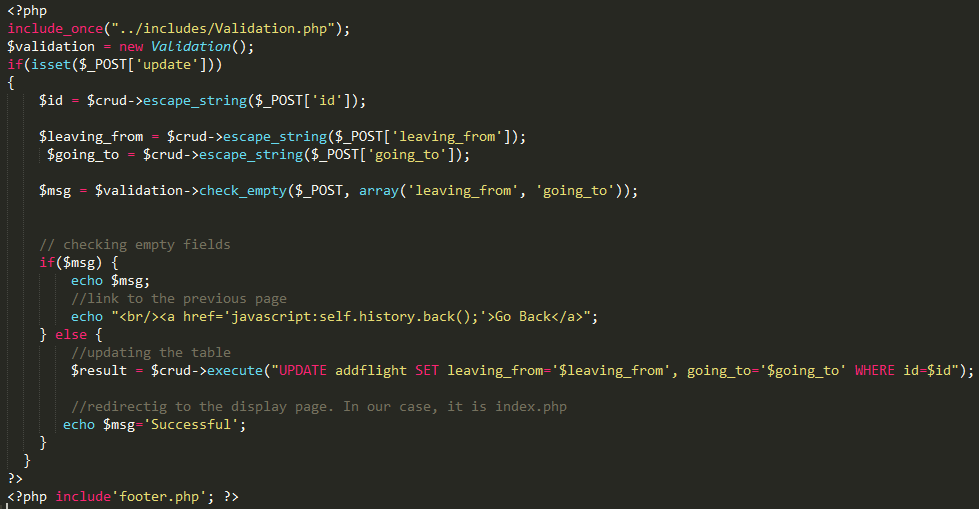 <?php
include_once("../includes/Validation.php");
$validation = new Validation();
if(isset($_POST['update']))
{
$id = $crud->escape_string($_POST['id']);
$leaving_from = $crud->escape_string($_POST['leaving_from']);
$going_to = $crud->escape_string($_POST['going_to']);
$msg = $validation->check_empty($_POST, array('leaving_from', 'going_to'));
// checking empty fields
if($msg) {
echo $msg;
//link to the previous page
echo "<br/><a href='javascript:self.history.back();'>Go Back</a>";
} else {
//updating the table
$result = $crud->execute("UPDATE addflight SET leaving_from='$leaving_from', going_to='$going_to' WHERE id=$id");
//redirectig to the display page. In our case, it is index.php
echo $msg='Successful';
}
}
?>
<?php include'footer.php'; ?>